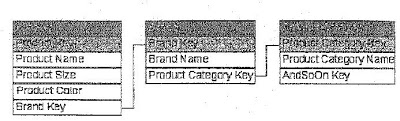 Product Name
Product Size
Product Color
Brand Key
Brand Key
Brand Name
Product Category Key
Product Category Key
Product Category Name
AndSoOn Key